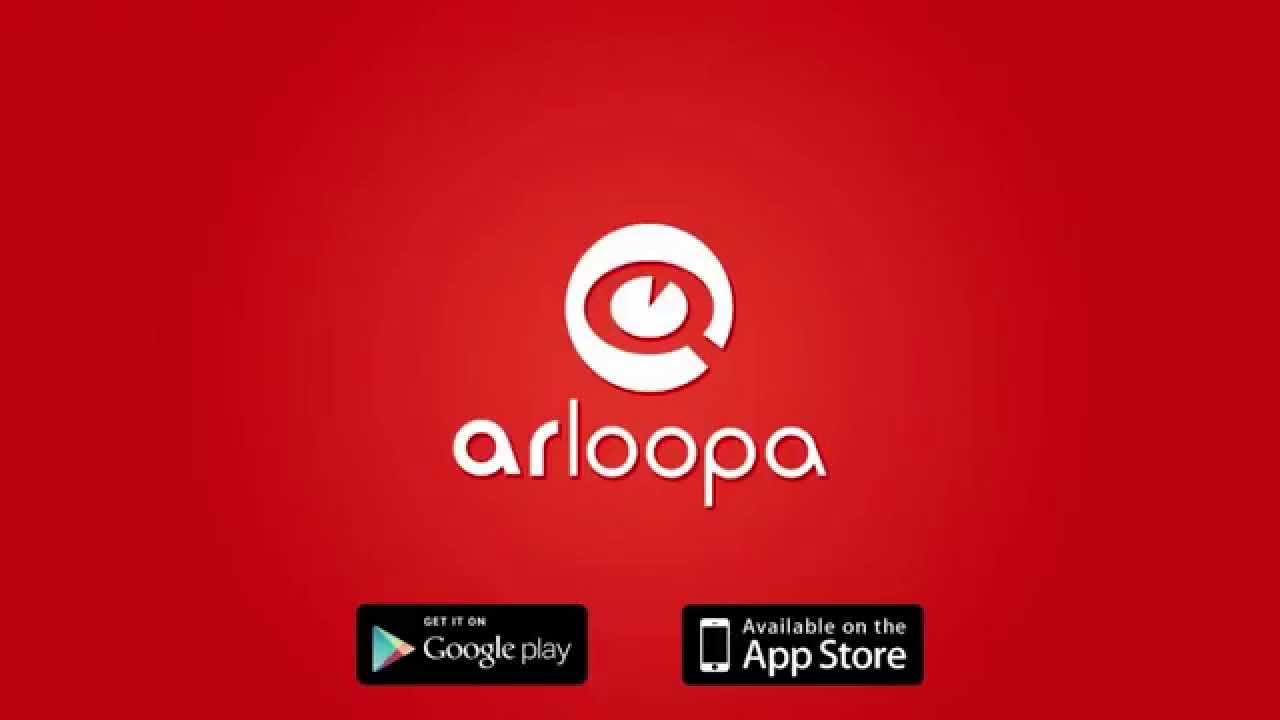 arloopa
GET IT ON
Google play
Available on the
App Store